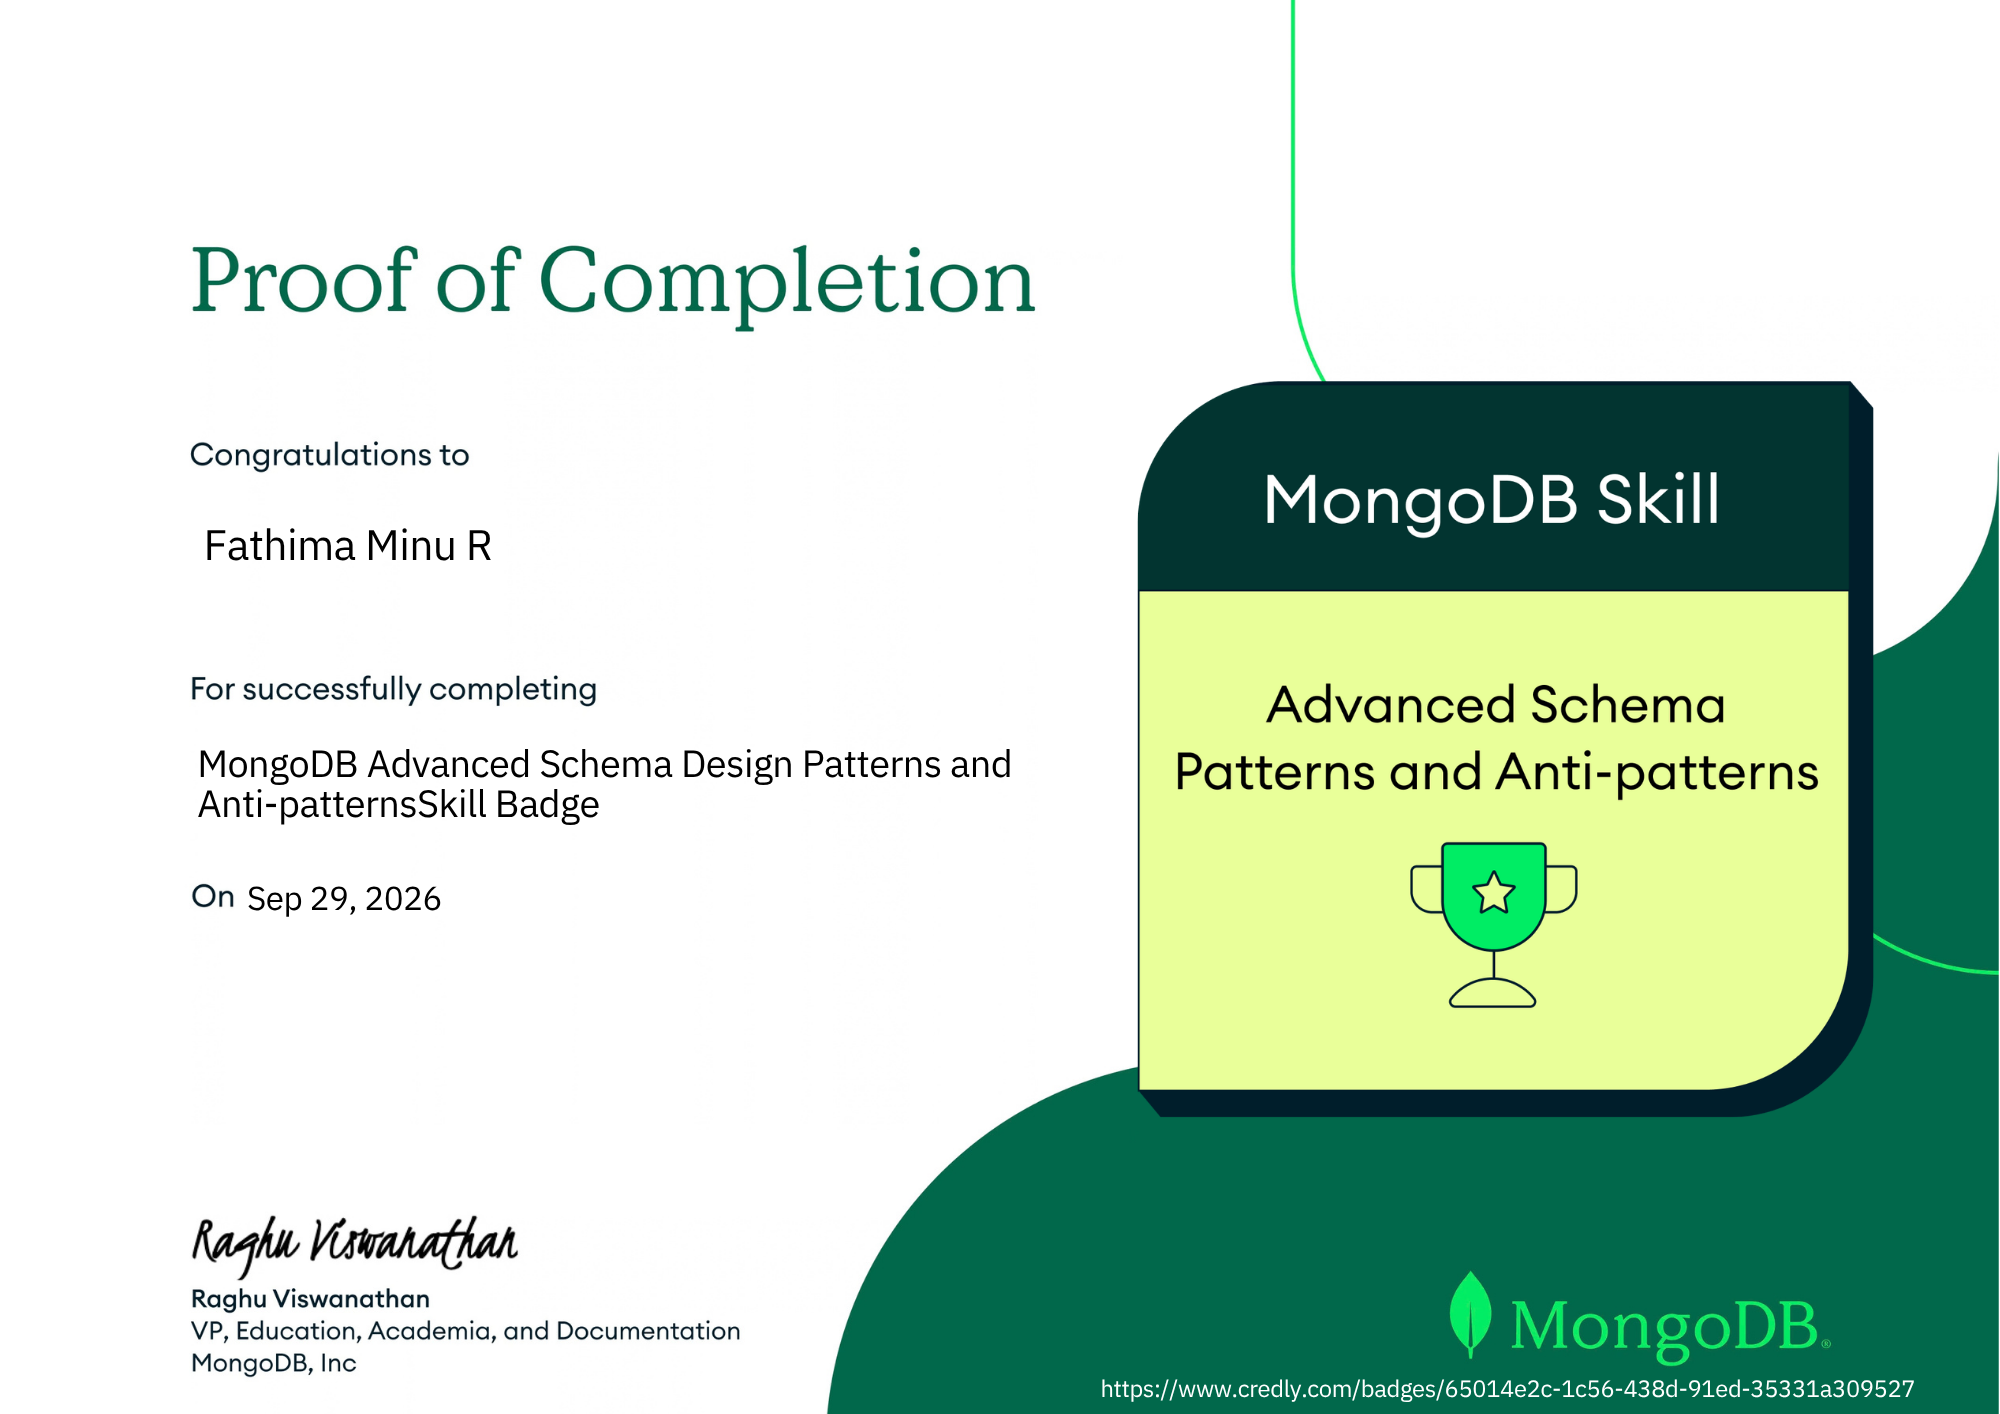 Proof of Completion
Congratulations to
Fathima Minu R
For successfully completing
MongoDB Advanced Schema Design Patterns and
Anti-patternsSkill Badge
On Sep 29, 2026
Raghu Viswanathan
Raghu Viswanathan
VP, Education, Academia, and Documentation
MongoDB, Inc
MongoDB Skill
Advanced Schema
Patterns and Anti-patterns
MongoDB®
https://www.credly.com/badges/65014e2c-1c56-438d-91ed-35331a309527